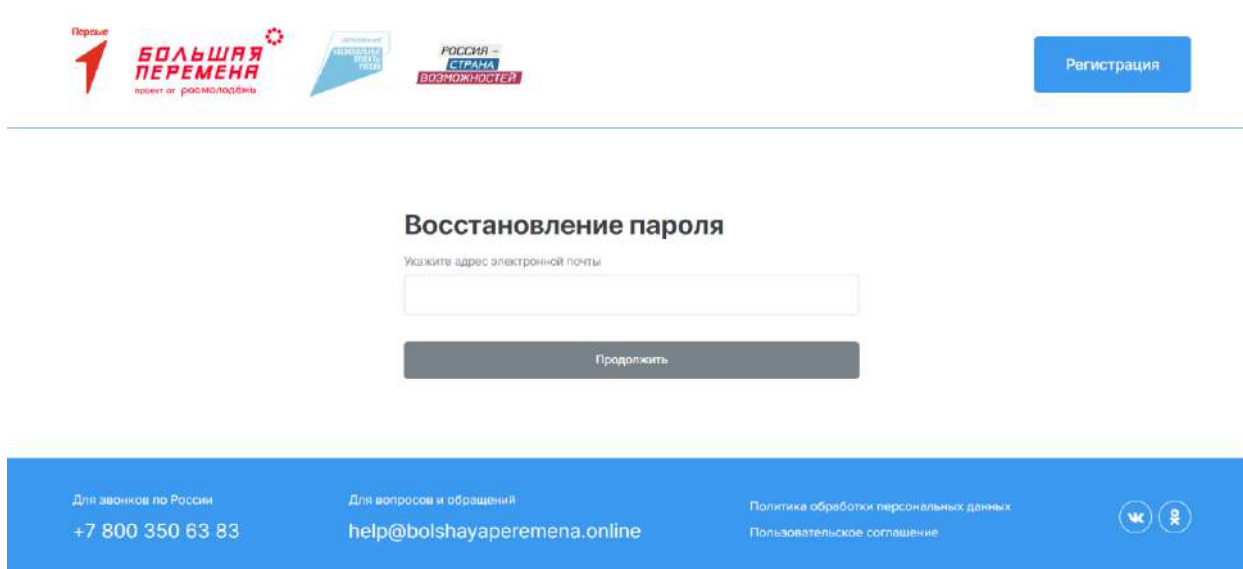 Первые
БОЛЬШАЯ
ПЕРЕМЕНА
проект от росмолодёжь
РОССИЯ –
СТРАНА
ВОЗМОЖНОСТЕЙ
Регистрация
Восстановление пароля
Укажите адрес электронной почты
Продолжить
Для звонков по России
+7 800 350 63 83
Для вопросов и обращений
help@bolshayaperemena.online
Политика обработки персональных данных
Пользовательское соглашение